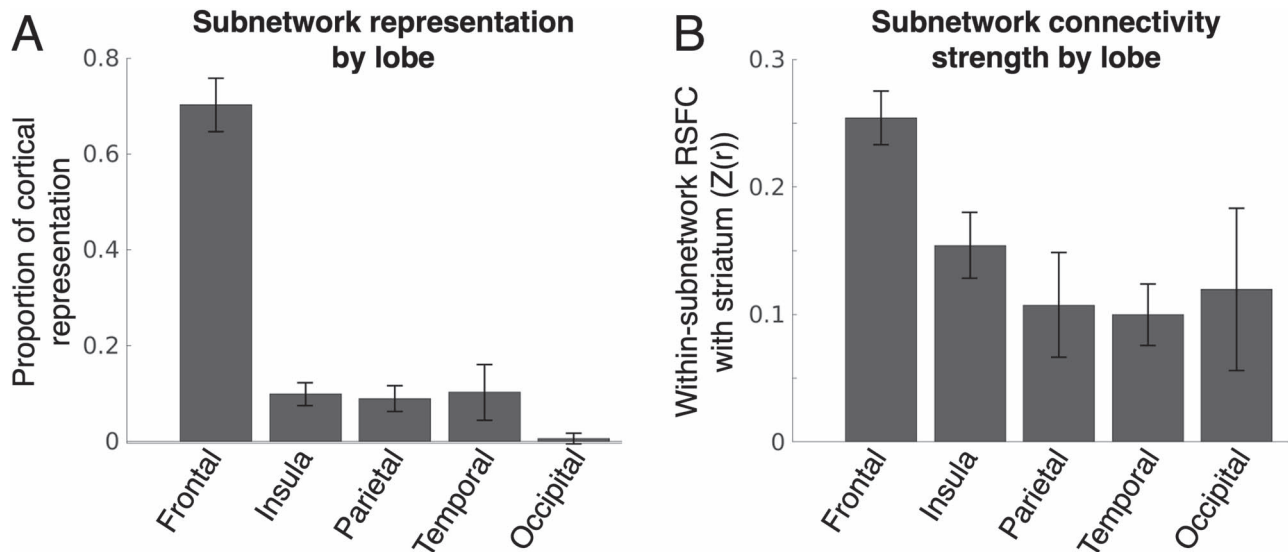 A
Subnetwork representation
by lobe
Proportion of cortical
representation
0.8
0.6
0.4
0.2
0
Frontal
Insula
Parietal
Temporal
Occipital
B
Subnetwork connectivity
strength by lobe
Within-subnetwork RSFC
with striatum (Z(r))
0.3
0.2
0.1
0
Frontal
Insula
Parietal
Temporal
Occipital